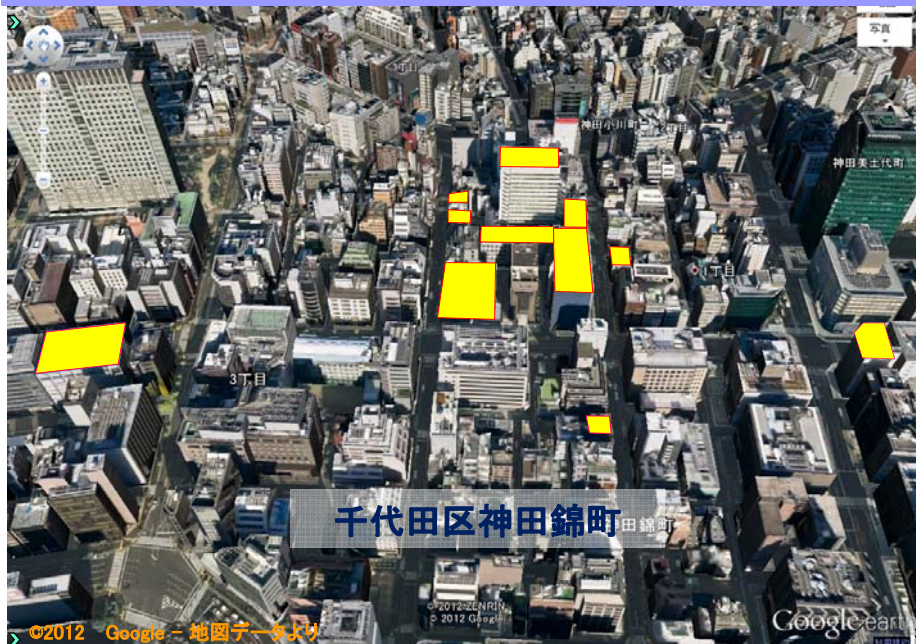 写真
3丁目
神田小川町
2丁目
神田美土代町
1丁目
3丁目
千代田区神田錦町
田錦町
© 2012 ZENRIN
© 2012 Google
Google earth
©2012 Google - 地図データより